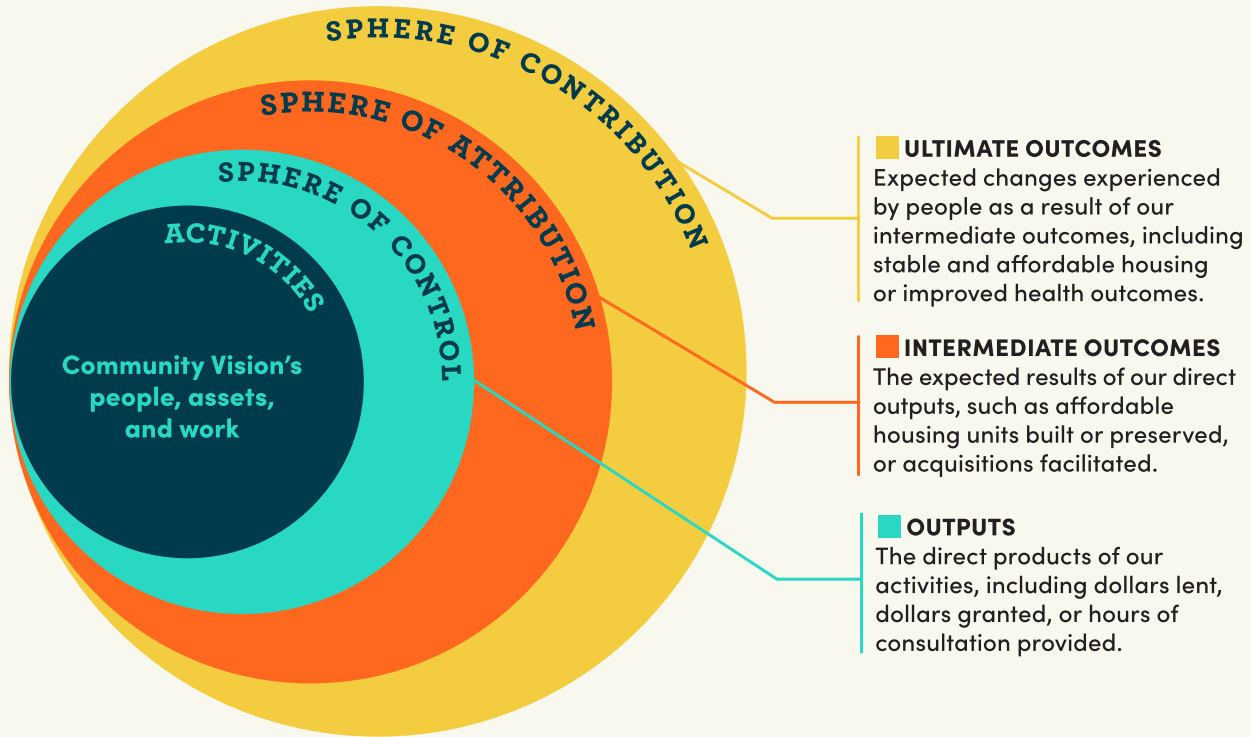 SPHERE OF CONTRIBUTION
SPHERE OF ATTRIBUTION
SPHERE OF CONTROL
ACTIVITIES
Community Vision's
people, assets,
and work
ULTIMATE OUTCOMES
Expected changes experienced
by people as a result of our
intermediate outcomes, including
stable and affordable housing
or improved health outcomes.
INTERMEDIATE OUTCOMES
The expected results of our direct
outputs, such as affordable
housing units built or preserved,
or acquisitions facilitated.
OUTPUTS
The direct products of our
activities, including dollars lent,
dollars granted, or hours of
consultation provided.